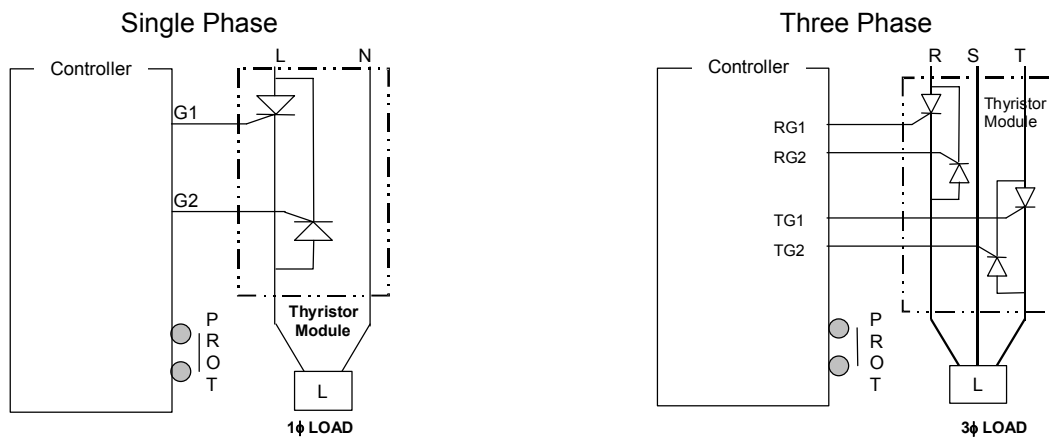 Single Phase
Controller
L
N
G1
G2
P
R
O
T
Thyristor
Module
L
1ϕ LOAD
Three Phase
Controller
R S T
Thyristor
Module
RG1
RG2
TG1
TG2
P
R
O
T
L
3ϕ LOAD